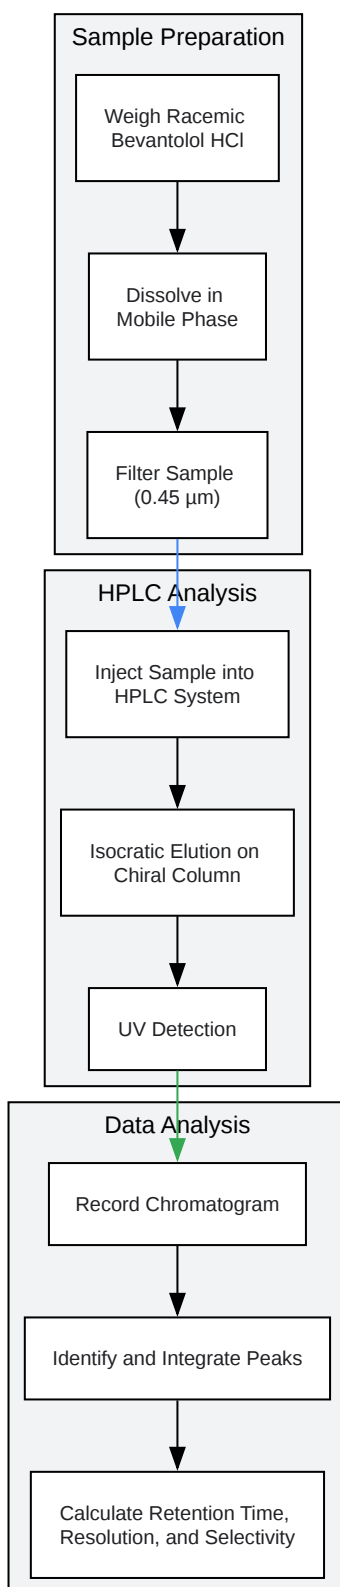 Sample Preparation
Weigh Racemic
Bevantolol HCl
Dissolve in
Mobile Phase
Filter Sample
(0.45 µm)
HPLC Analysis
Inject Sample into
HPLC System
Isocratic Elution on
Chiral Column
UV Detection
Data Analysis
Record Chromatogram
Identify and Integrate Peaks
Calculate Retention Time,
Resolution, and Selectivity